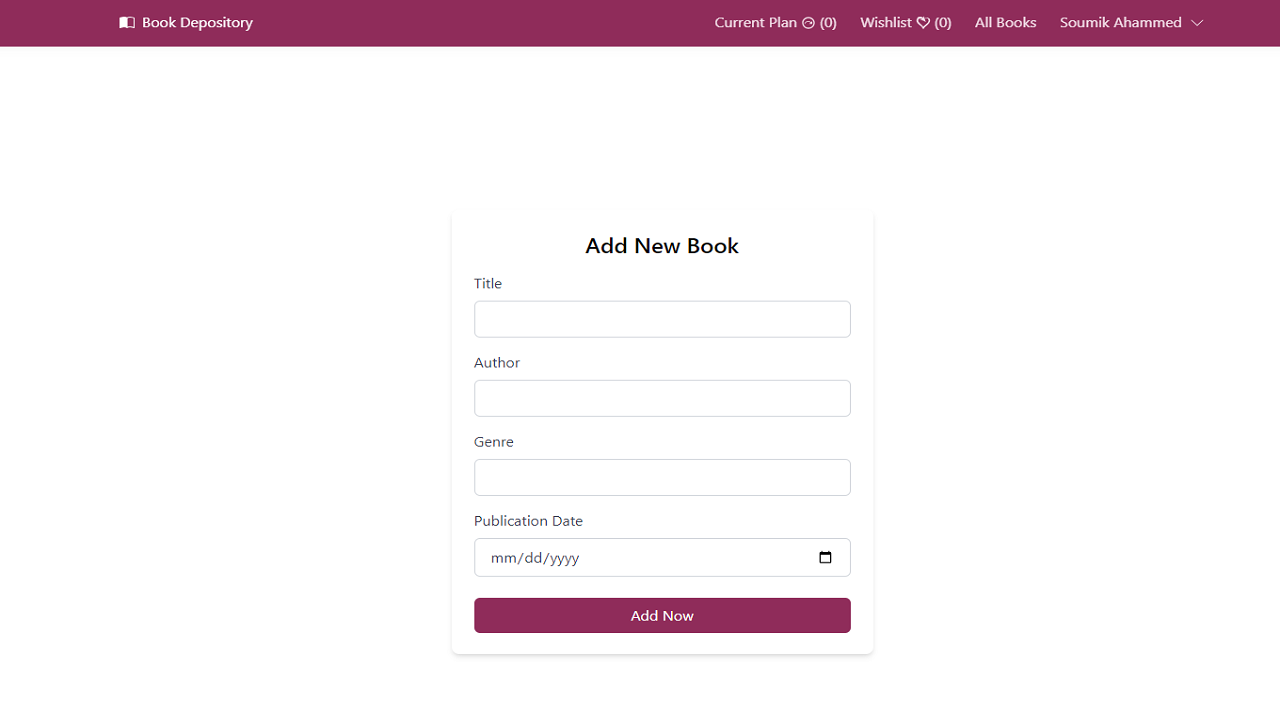 Book Depository Current Plan (0) Wishlist (0) All Books Soumik Ahammed
Add New Book
Title
Author
Genre
Publication Date
mm/dd/yyyy
Add Now